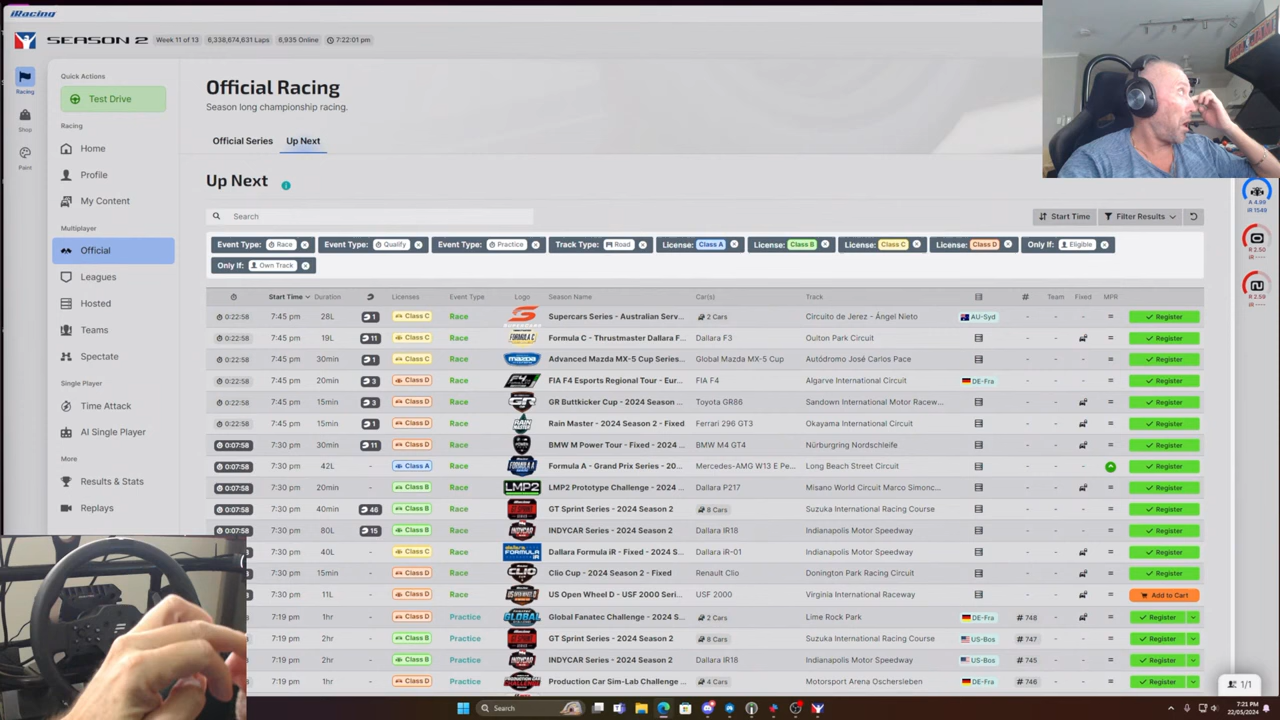 iRacing
SEASON 2 Week 11 of 13 6,338,674,631 Laps 6,935 Online 7:22:01 pm
Racing
Shop
Paint
Quick Actions
Test Drive
Racing
Home
Profile
My Content
Multiplayer
Official
Leagues
Hosted
Teams
Spectate
Single Player
Time Attack
AI Single Player
More
Results & Stats
Replays
Official Racing
Season long championship racing.
Official Series Up Next
Up Next
Search Start Time Filter Results
Event Type: Race Event Type: Qualify Event Type: Practice Track Type: Road License: Class A License: Class B License: Class C License: Class D Only If: Eligible
Only If: Own Track
Start Time Duration Licenses Event Type Logo Season Name Car(s) Track # Team Fixed MPR
0:22:58 7:45 pm 28L 1 Class C Race Supercars Series - Australian Serv... 2 Cars Circuito de Jerez - Ángel Nieto AU-Syd - - - = Register
0:22:58 7:45 pm 19L 11 Class C Race Formula C - Thrustmaster Dallara F... Dallara F3 Oulton Park Circuit - - = Register
0:22:58 7:45 pm 30min 1 Class C Race Advanced Mazda MX-5 Cup Series... Global Mazda MX-5 Cup Autódromo José Carlos Pace - - - = Register
0:22:58 7:45 pm 20min 3 Class D Race FIA F4 Esports Regional Tour - Eur... FIA F4 Algarve International Circuit DE-Fra - - = Register
0:22:58 7:45 pm 15min 3 Class D Race GR Buttkicker Cup - 2024 Season ... Toyota GR86 Sandown International Motor Racew... - - = Register
0:22:58 7:45 pm 15min 1 Class D Race Rain Master - 2024 Season 2 - Fixed Ferrari 296 GT3 Okayama International Circuit - - = Register
0:07:58 7:30 pm 30min 11 Class D Race BMW M Power Tour - Fixed - 2024 S... BMW M4 GT4 Nürburgring Nordschleife - - = Register
0:07:58 7:30 pm 42L - Class A Race Formula A - Grand Prix Series - 20... Mercedes-AMG W13 E Pe... Long Beach Street Circuit - - - Register
0:07:58 7:30 pm 20min - Class B Race LMP2 Prototype Challenge - 2024 ... Dallara P217 Misano World Circuit Marco Simonc... - - = Register
0:07:58 7:30 pm 40min 46 Class B Race GT Sprint Series - 2024 Season 2 8 Cars Suzuka International Racing Course - - - = Register
0:07:58 7:30 pm 80L 15 Class B Race INDYCAR Series - 2024 Season 2 Dallara IR18 Indianapolis Motor Speedway - - - = Register
7:30 pm 40L - Class C Race Dallara Formula iR - Fixed - 2024 S... Dallara iR-01 Indianapolis Motor Speedway - - = Register
7:30 pm 15min - Class D Race Clio Cup - 2024 Season 2 - Fixed Renault Clio Donington Park Racing Circuit - - = Register
7:30 pm 11L - Class D Race US Open Wheel D - USF 2000 Seri... USF 2000 Virginia International Raceway - - = Add to Cart
7:19 pm 1hr - Class D Practice Global Fanatec Challenge - Fixed - ... 2 Cars Lime Rock Park DE-Fra # 748 - = Register
7:19 pm 2hr - Class B Practice GT Sprint Series - 2024 Season 2 8 Cars Suzuka International Racing Course US-Bos # 747 - - = Register
7:19 pm 2hr - Class B Practice INDYCAR Series - 2024 Season 2 Dallara IR18 Indianapolis Motor Speedway US-Bos # 745 - - = Register
7:19 pm 1hr - Class D Practice Production Car Sim-Lab Challenge ... 4 Cars Motorsport Arena Oschersleben DE-Fra # 746 - - = Register
A 4.99
iR 1549
R 2.50
iR ----
R 2.59
iR ----
1/1
Search
7:21 PM
22/05/2024